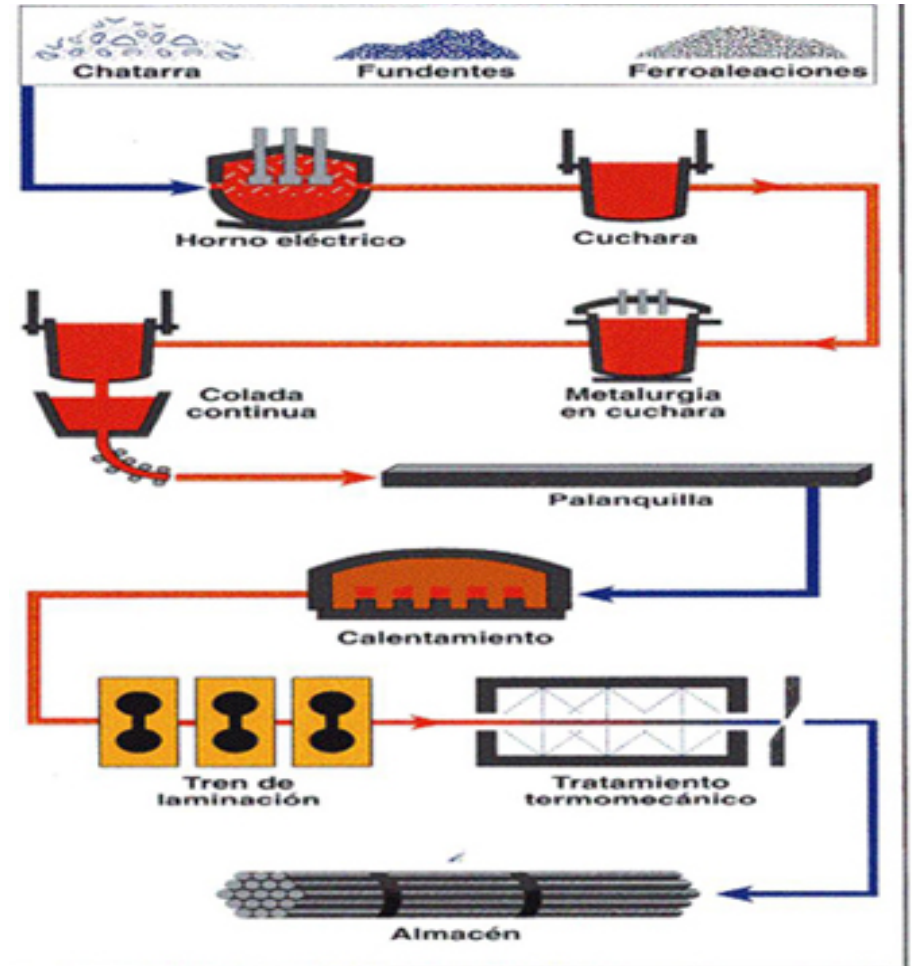 Chatarra
Fundentes
Ferroaleaciones
Horno eléctrico
Cuchara
Colada
continua
Metalurgia
en cuchara
Palanquilla
Calentamiento
Tren de
laminación
Tratamiento
termomecánico
Almacén